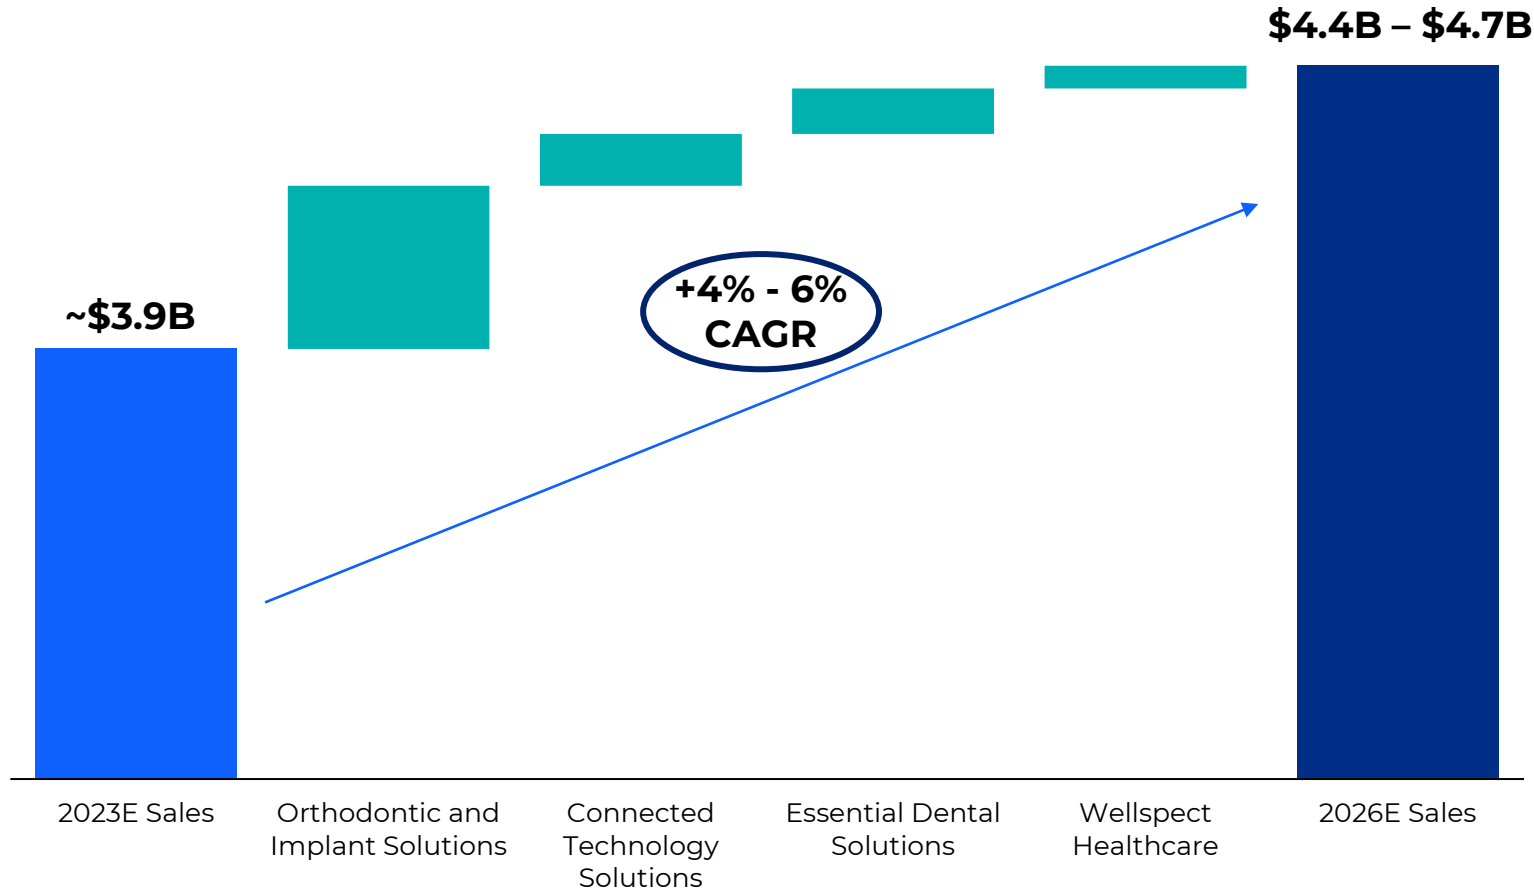 $4.4B – $4.7B
~$3.9B
+4% - 6%
CAGR
2023E Sales
Orthodontic and
Implant Solutions
Connected
Technology
Solutions
Essential Dental
Solutions
Wellspect
Healthcare
2026E Sales